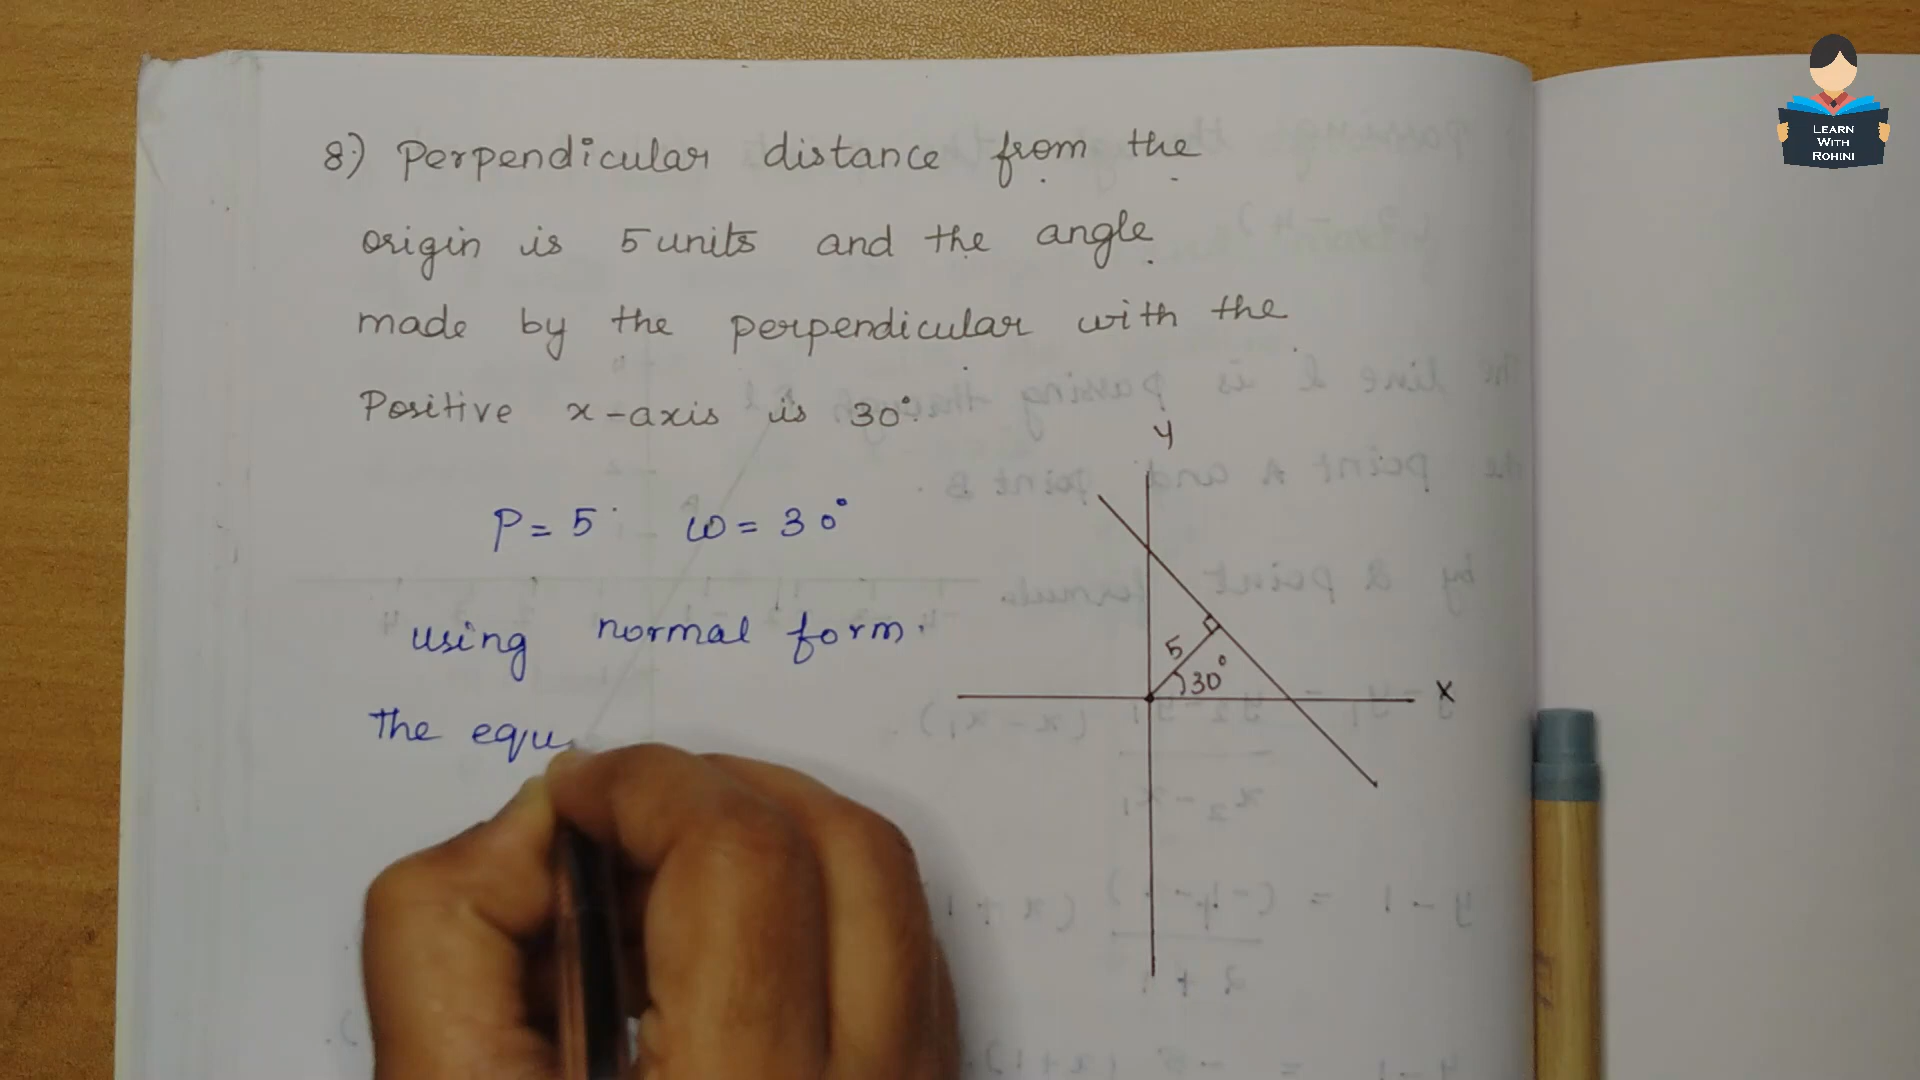 8) Perpendicular distance from the
origin is 5 units and the angle
made by the perpendicular with the
Positive x-axis is 30°
P = 5 ω = 30°
using normal form.
The equ
Y
5
30°
X
LEARN
With
ROHINI